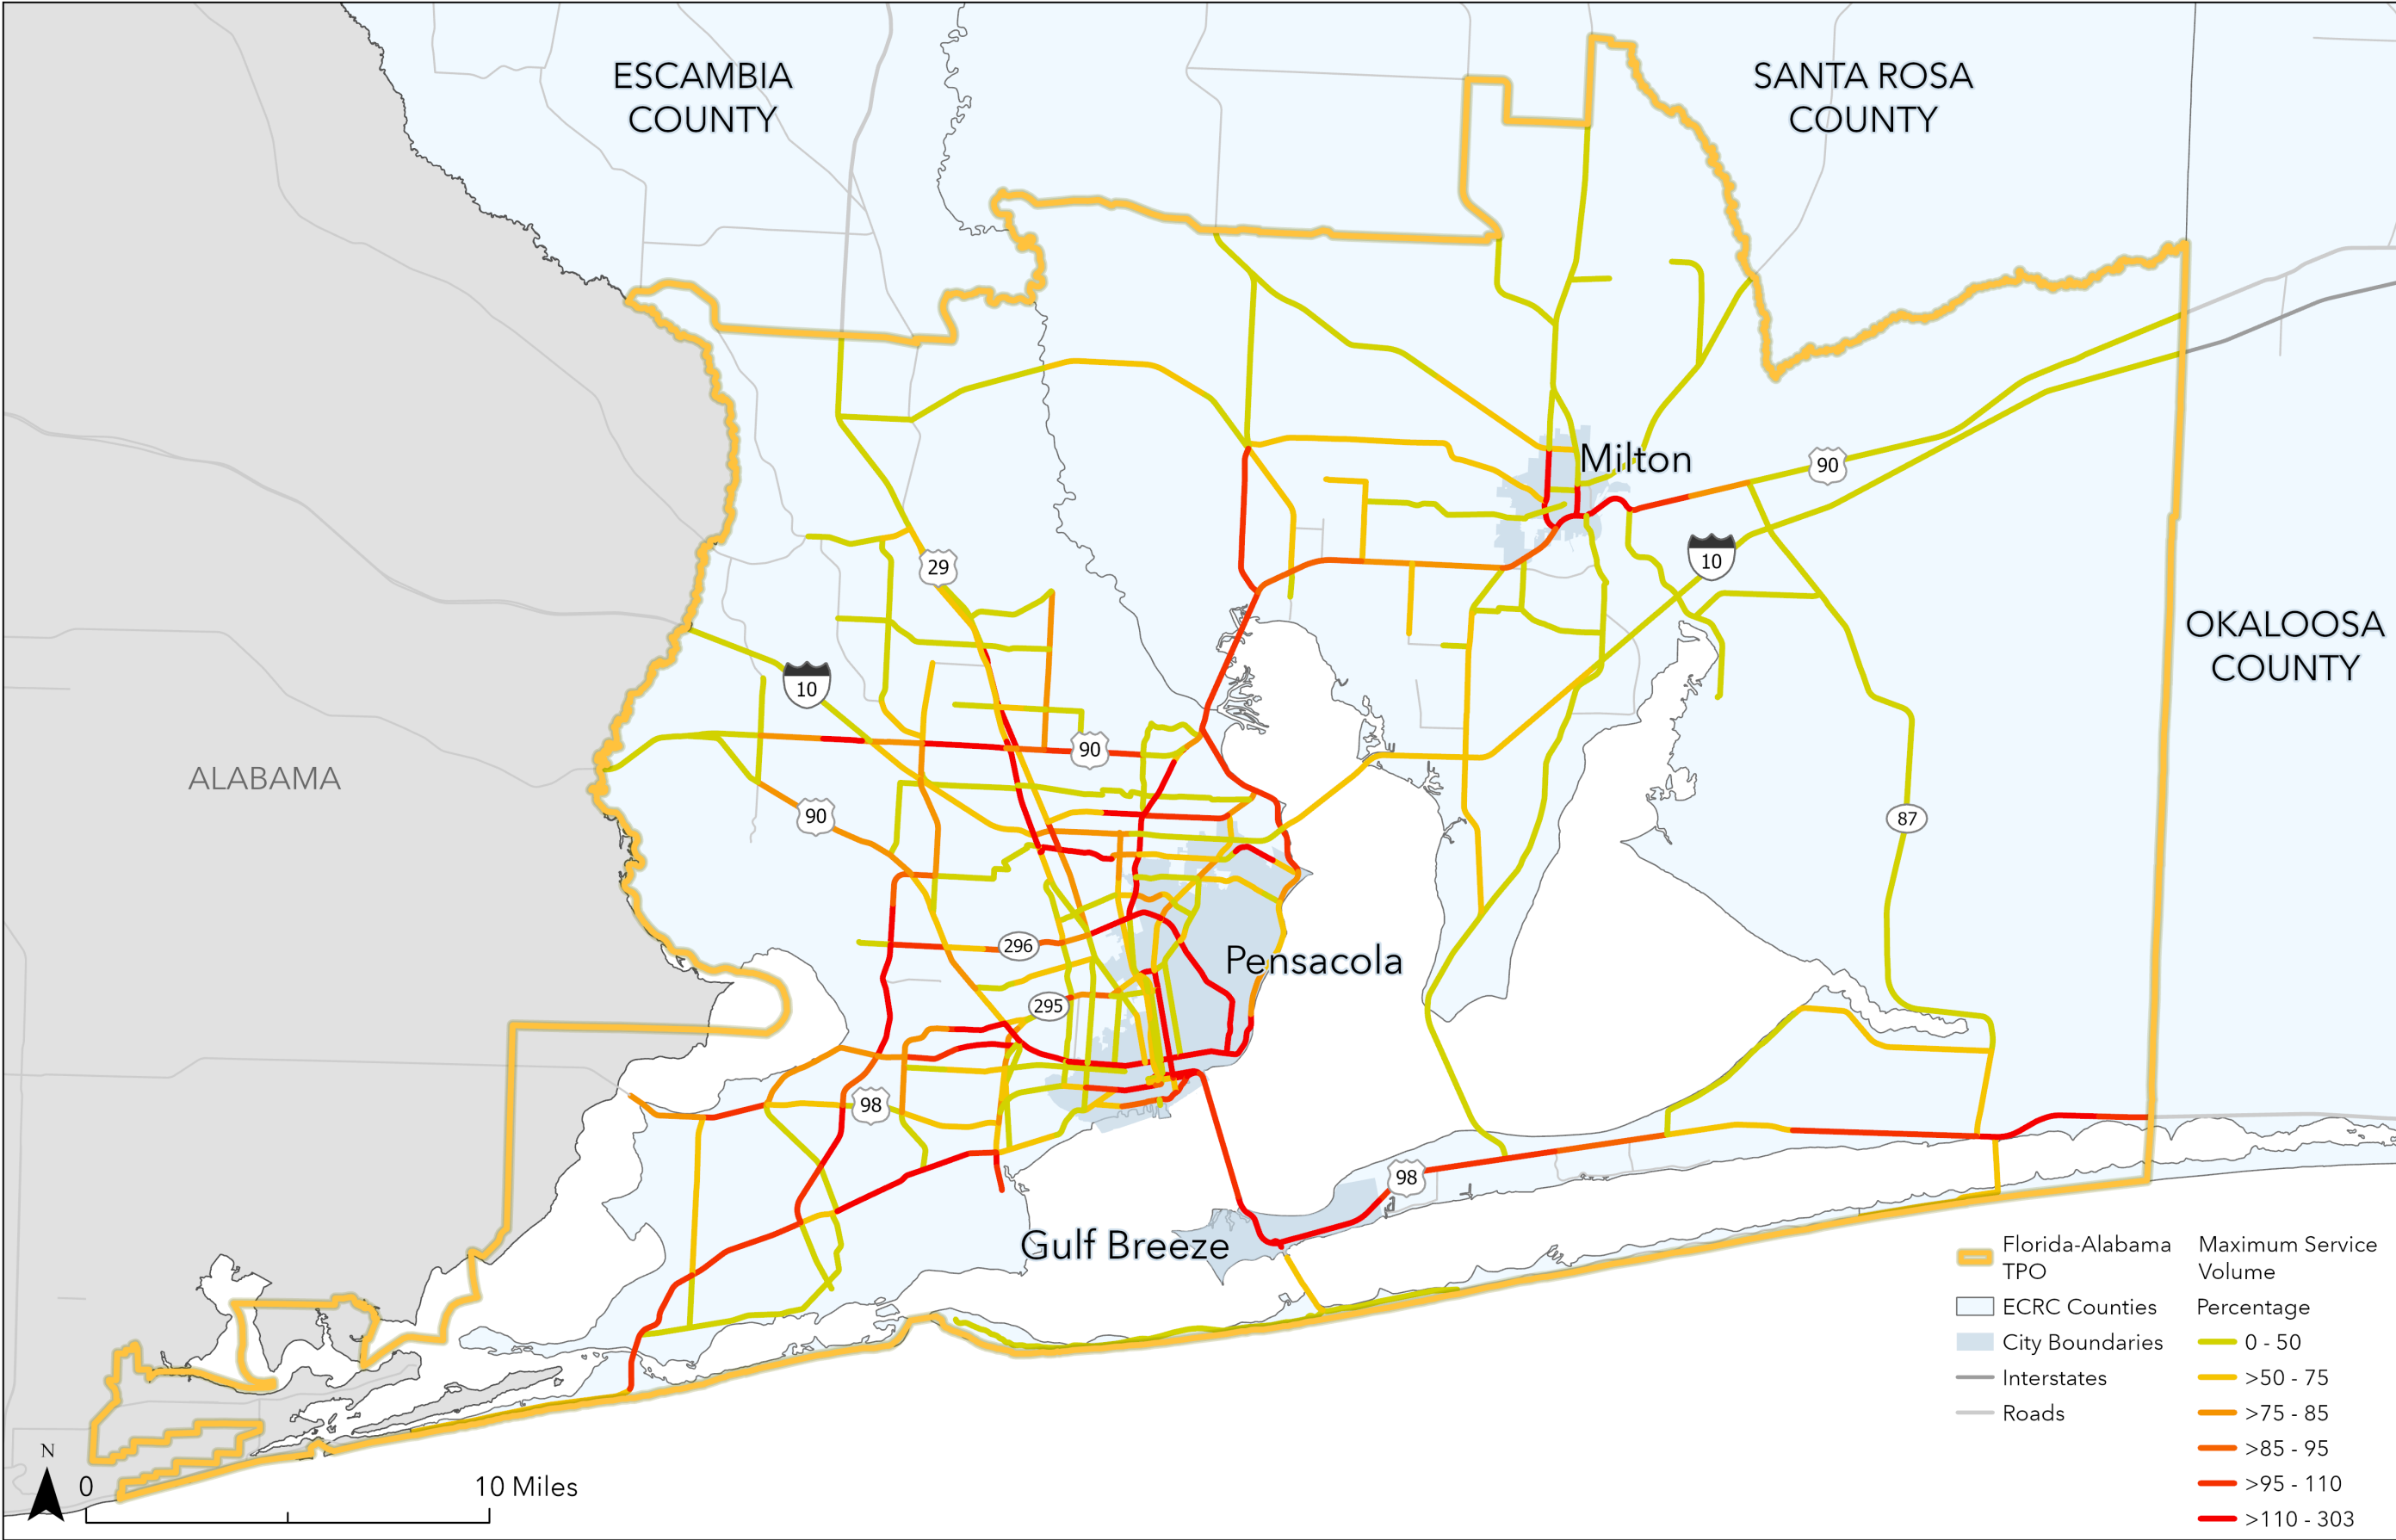 ESCAMBIA
COUNTY
SANTA ROSA
COUNTY
Milton
90
29
10
OKALOOSA
COUNTY
10
90
ALABAMA
90
87
296
Pensacola
295
98
98
Gulf Breeze
Florida-Alabama
TPO
ECRC Counties
City Boundaries
Interstates
Roads
Maximum Service
Volume
Percentage
0 - 50
>50 - 75
>75 - 85
>85 - 95
>95 - 110
>110 - 303
N
0
10 Miles